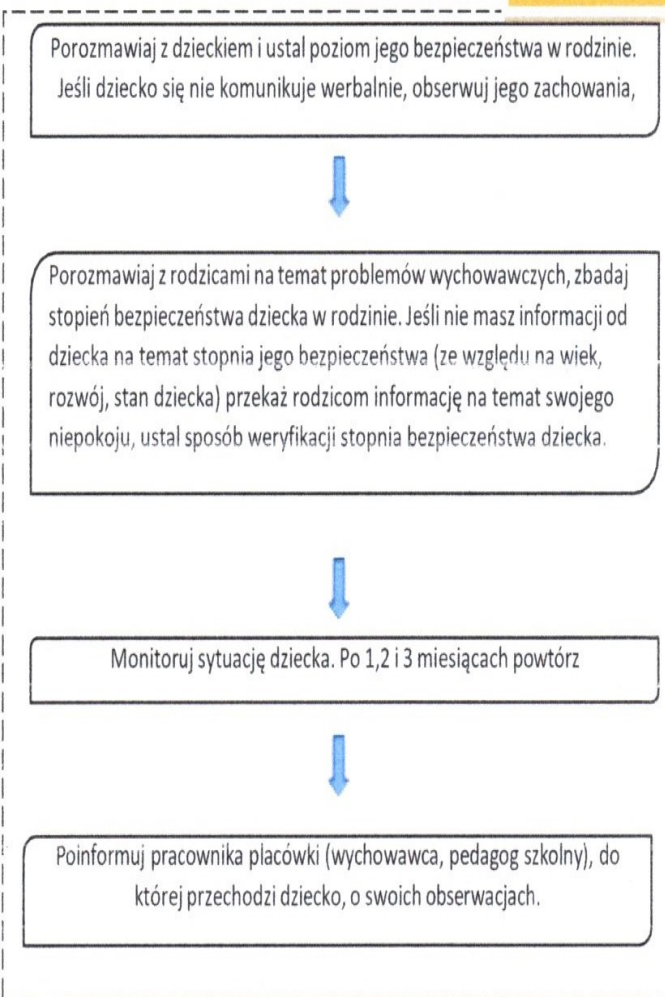 Porozmawiaj z dzieckiem i ustal poziom jego bezpieczeństwa w rodzinie.
Jeśli dziecko się nie komunikuje werbalnie, obserwuj jego zachowania,
Porozmawiaj z rodzicami na temat problemów wychowawczych, zbadaj
stopień bezpieczeństwa dziecka w rodzinie. Jeśli nie masz informacji od
dziecka na temat stopnia jego bezpieczeństwa (ze względu na wiek,
rozwój, stan dziecka) przekaż rodzicom informację na temat swojego
niepokoju, ustal sposób weryfikacji stopnia bezpieczeństwa dziecka.
Monitoruj sytuację dziecka. Po 1,2 i 3 miesiącach powtórz
Poinformuj pracownika placówki (wychowawca, pedagog szkolny), do
której przechodzi dziecko, o swoich obserwacjach.